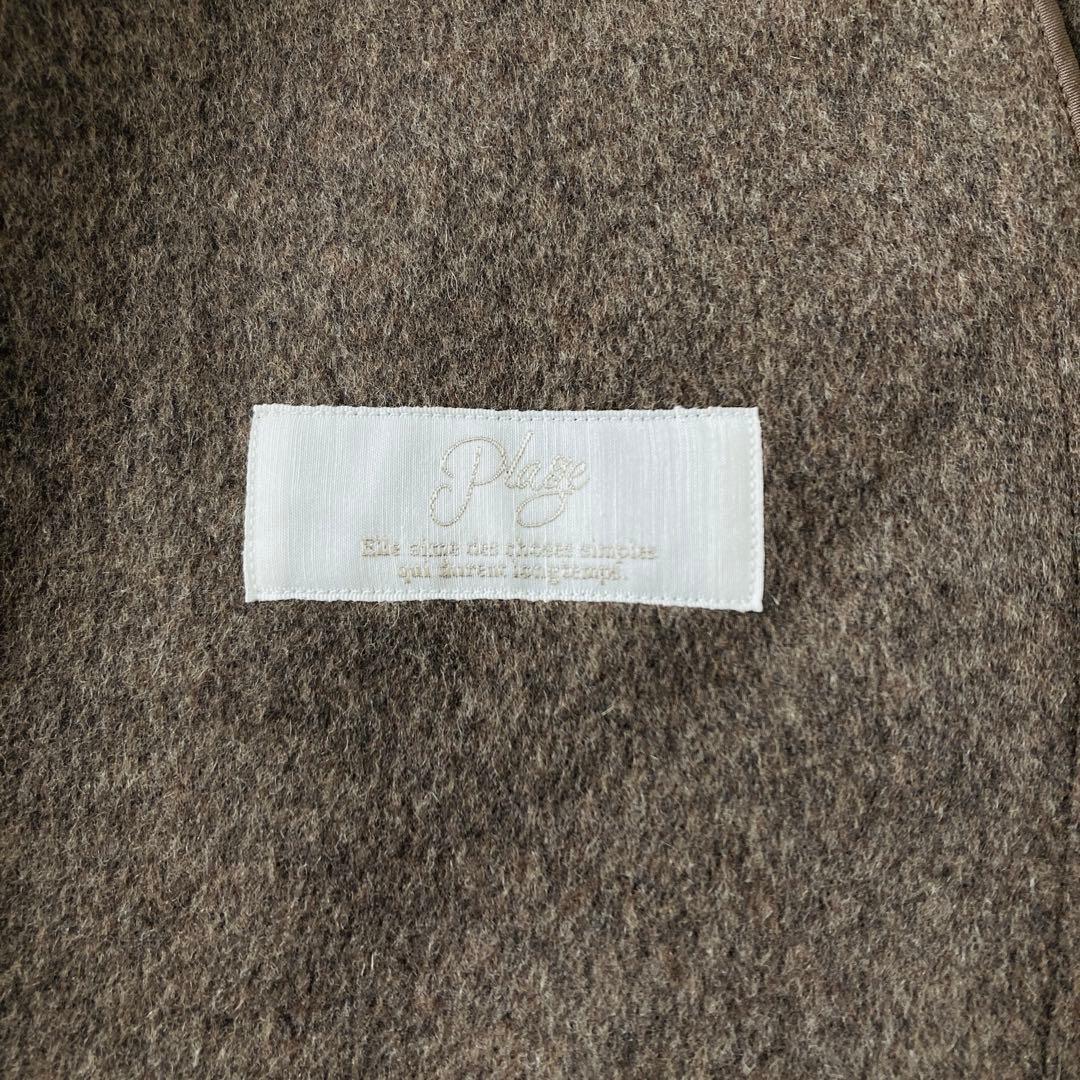 Plage
Elle aime des choses simples
qui durent longtemps.